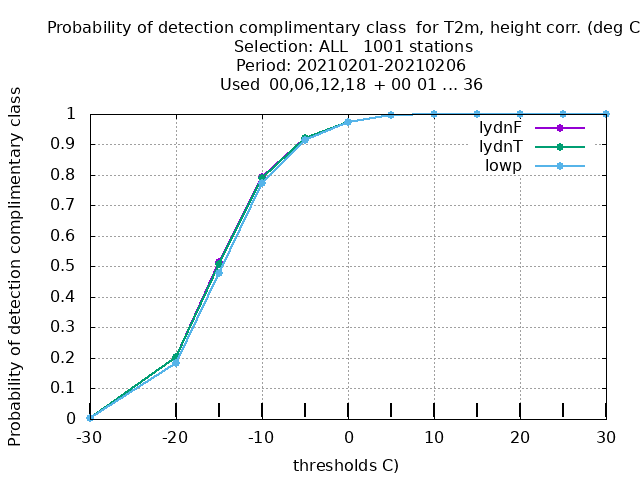 Probability of detection complimentary class for T2m, height corr. (deg C
Selection: ALL 1001 stations
Period: 20210201-20210206
Used 00,06,12,18 + 00 01 ... 36
Probability of detection complimentary class
1
0.9
0.8
0.7
0.6
0.5
0.4
0.3
0.2
0.1
0
lydnF
lydnT
lowp
-30 -20 -10 0 10 20 30
thresholds C)